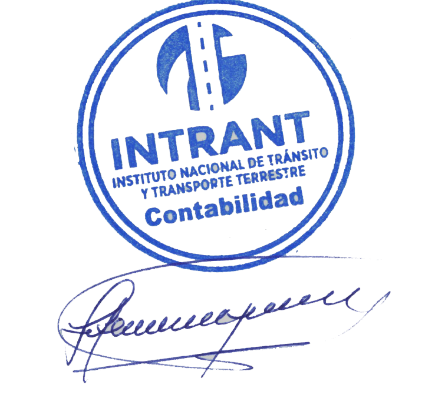 INTRANT
INSTITUTO NACIONAL DE TRÁNSITO
Y TRANSPORTE TERRESTRE
Contabilidad